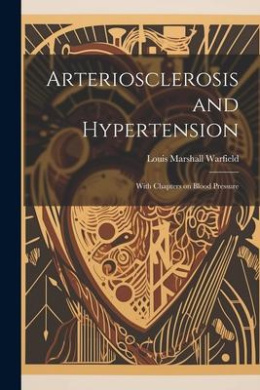 Arteriosclerosis
and
Hypertension
Louis Marshall Warfield
With Chapters on Blood Pressure